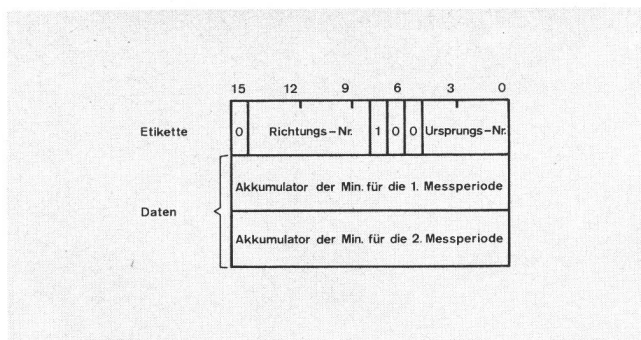 15 12 9 6 3 0
Etikette 0 Richtungs-Nr. 1 0 0 Ursprungs-Nr.
Akkumulator der Min. für die 1. Messperiode
Daten
Akkumulator der Min. für die 2. Messperiode